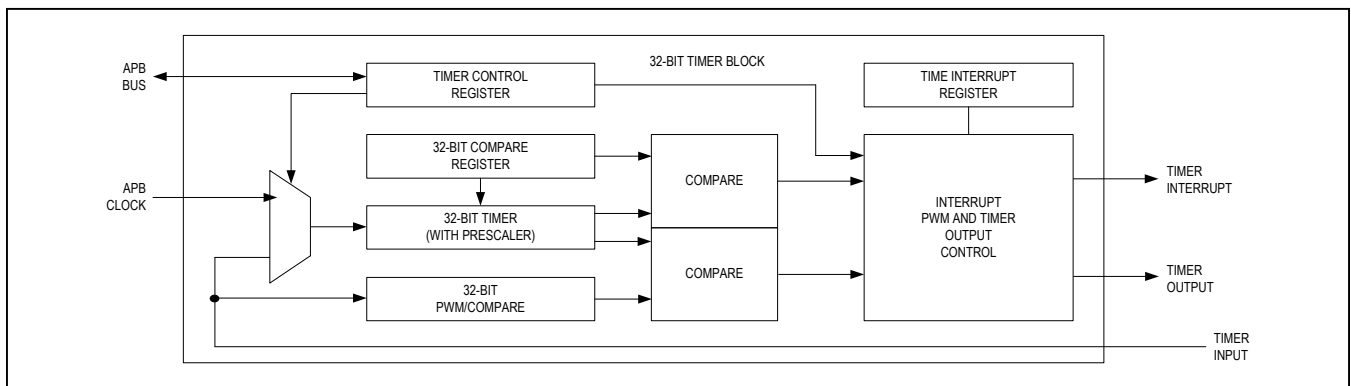 APB
BUS
TIMER CONTROL
REGISTER
32-BIT TIMER BLOCK
TIME INTERRUPT
REGISTER
32-BIT COMPARE
REGISTER
COMPARE
TIMER
INTERRUPT
APB
CLOCK
32-BIT TIMER
(WITH PRESCALER)
INTERRUPT
PWM AND TIMER
OUTPUT
CONTROL
COMPARE
32-BIT
PWM/COMPARE
TIMER
OUTPUT
TIMER
INPUT